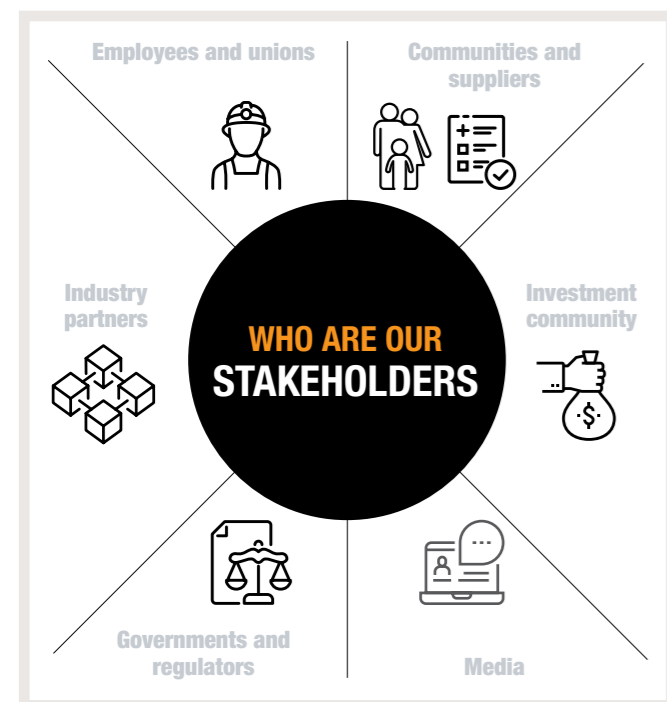 Employees and unions
Communities and
suppliers
Industry
partners
Investment
community
WHO ARE OUR
STAKEHOLDERS
$
Governments and
regulators
Media